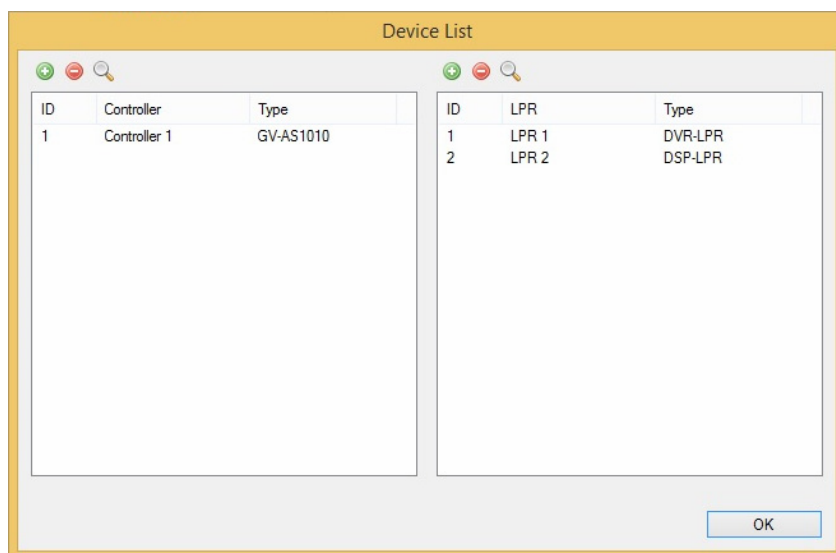 Device List
ID Controller Type
1 Controller 1 GV-AS1010
ID LPR Type
1 LPR 1 DVR-LPR
2 LPR 2 DSP-LPR
OK